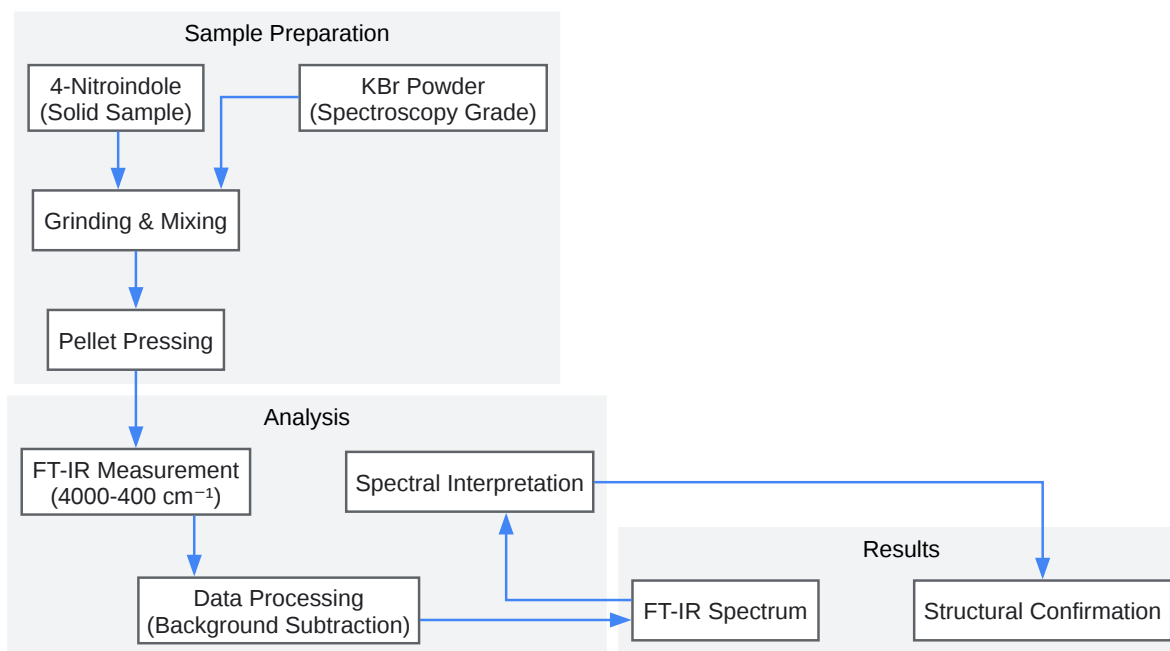 Sample Preparation
4-Nitroindole
(Solid Sample)
KBr Powder
(Spectroscopy Grade)
Grinding & Mixing
Pellet Pressing
Analysis
FT-IR Measurement
(4000-400 cm⁻¹)
Spectral Interpretation
Data Processing
(Background Subtraction)
Results
FT-IR Spectrum
Structural Confirmation